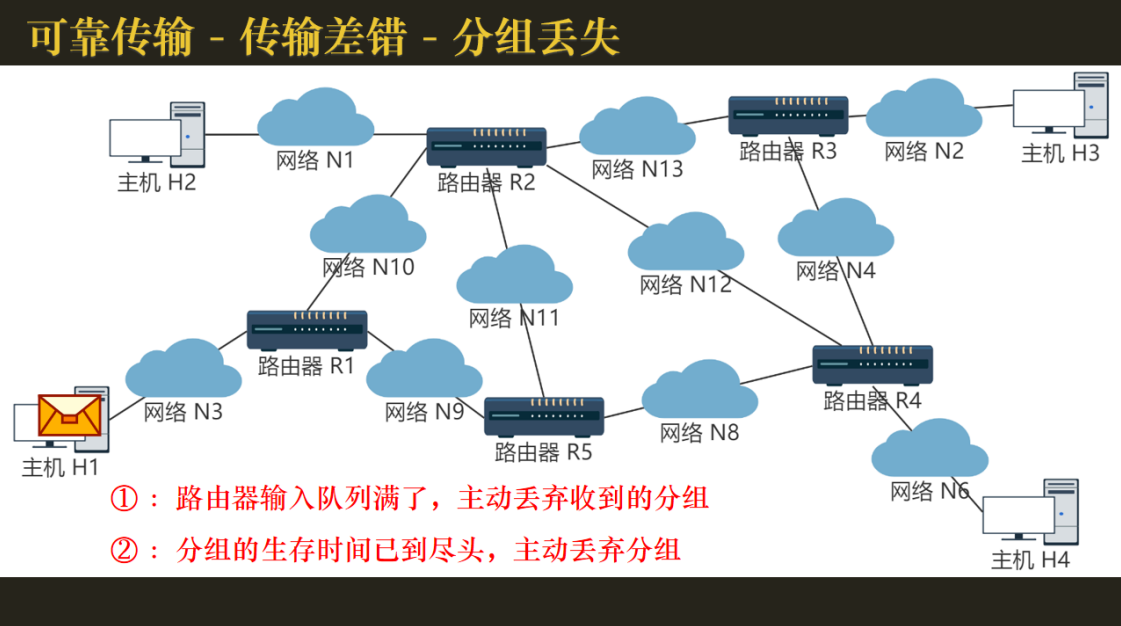 可靠传输 - 传输差错 - 分组丢失
主机 H2
网络 N1
路由器 R2
网络 N13
路由器 R3
网络 N2
主机 H3
网络 N10
网络 N11
网络 N12
网络 N4
主机 H1
网络 N3
路由器 R1
网络 N9
路由器 R5
网络 N8
路由器 R4
网络 N6
主机 H4
①：路由器输入队列满了，主动丢弃收到的分组
②：分组的生存时间已到尽头，主动丢弃分组